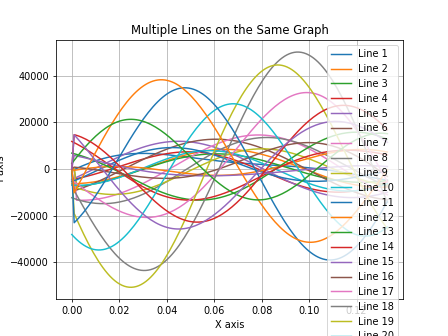 Multiple Lines on the Same Graph
40000
20000
0
−20000
−40000
0.00
0.02
0.04
0.06
0.08
0.10
X axis
Line 1
Line 2
Line 3
Line 4
Line 5
Line 6
Line 7
Line 8
Line 9
Line 10
Line 11
Line 12
Line 13
Line 14
Line 15
Line 16
Line 17
Line 18
Line 19
Line 20